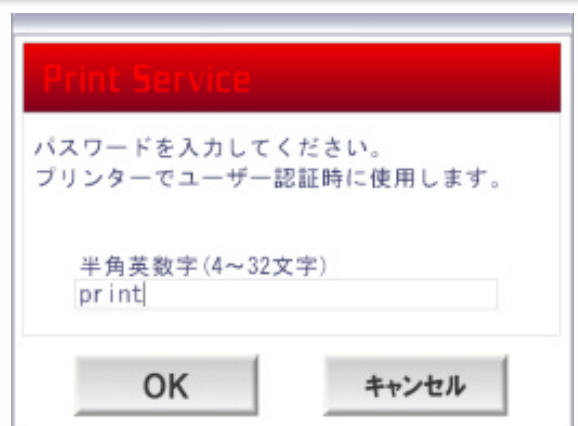 Print Service
パスワードを入力してください。
プリンターでユーザー認証時に使用します。
半角英数字(4～32文字)
print
OK
キャンセル